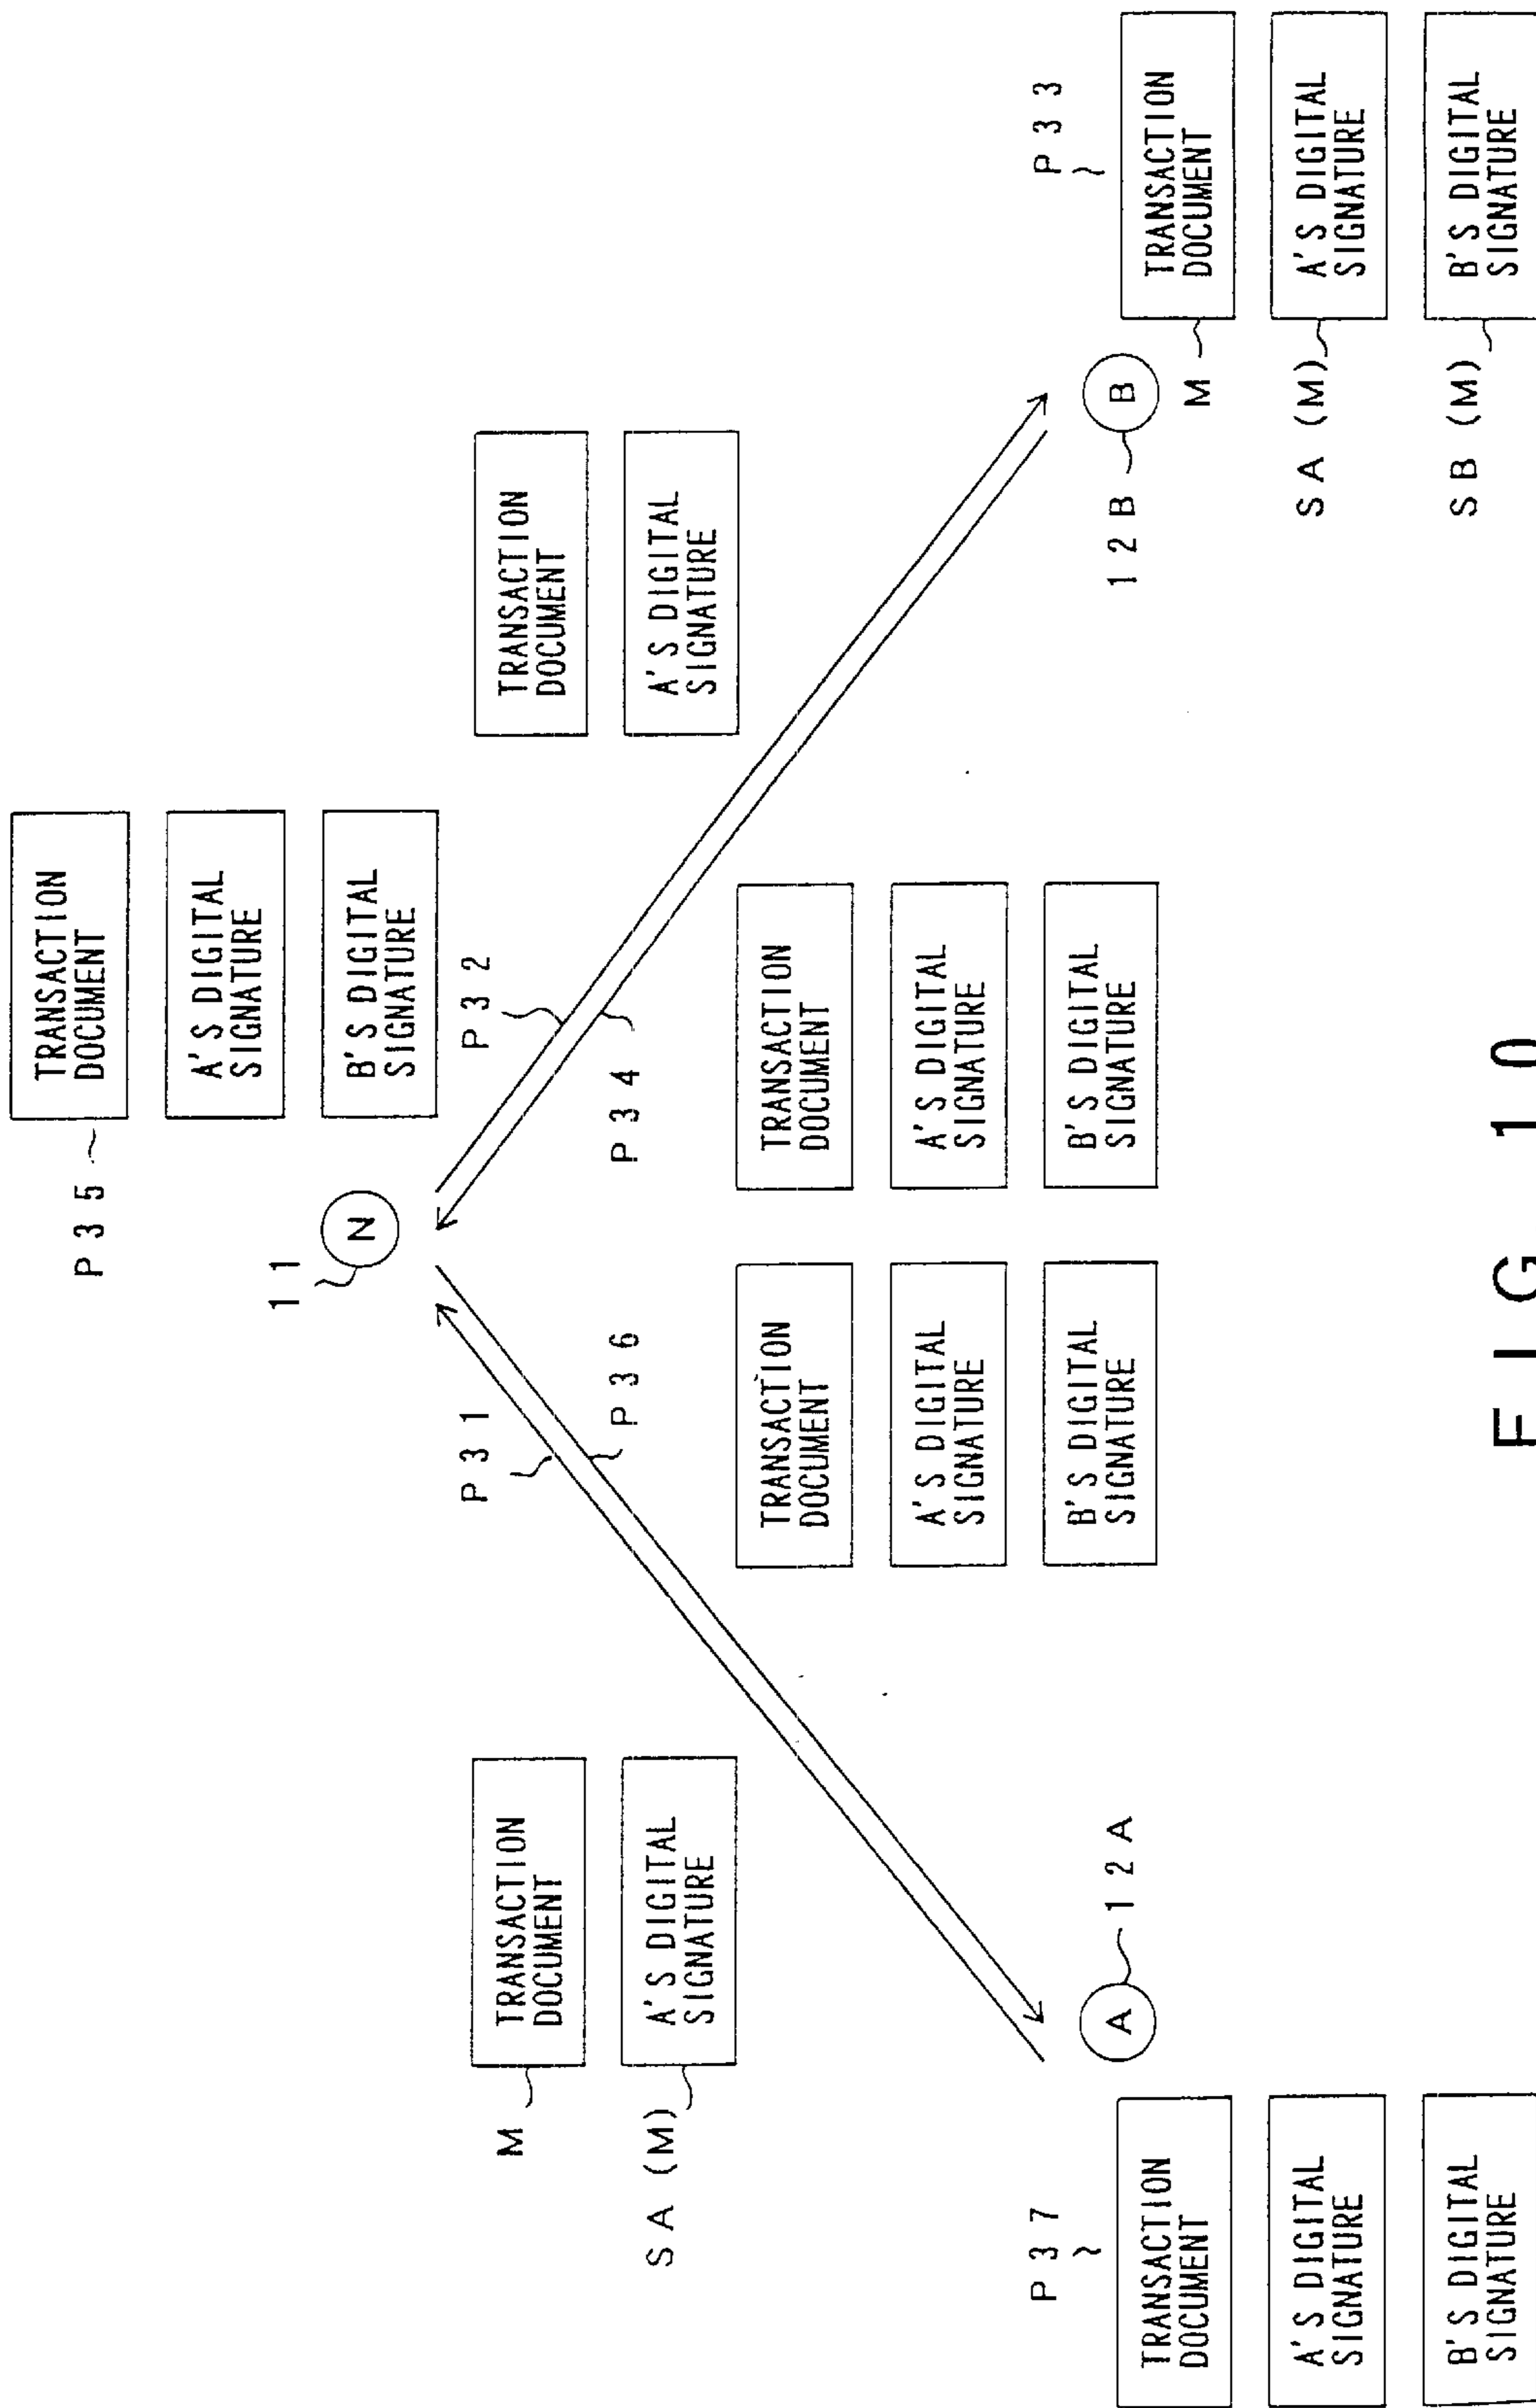 P35
TRANSACTION
DOCUMENT
A'S DIGITAL
SIGNATURE
B'S DIGITAL
SIGNATURE
11
N
P31
P32
P36
P34
M
TRANSACTION
DOCUMENT
SA (M)
A'S DIGITAL
SIGNATURE
TRANSACTION
DOCUMENT
A'S DIGITAL
SIGNATURE
TRANSACTION
DOCUMENT
A'S DIGITAL
SIGNATURE
B'S DIGITAL
SIGNATURE
TRANSACTION
DOCUMENT
A'S DIGITAL
SIGNATURE
B'S DIGITAL
SIGNATURE
P37
A
12A
TRANSACTION
DOCUMENT
A'S DIGITAL
SIGNATURE
B'S DIGITAL
SIGNATURE
P33
12B
B
M
TRANSACTION
DOCUMENT
SA (M)
A'S DIGITAL
SIGNATURE
SB (M)
B'S DIGITAL
SIGNATURE
FIG 10